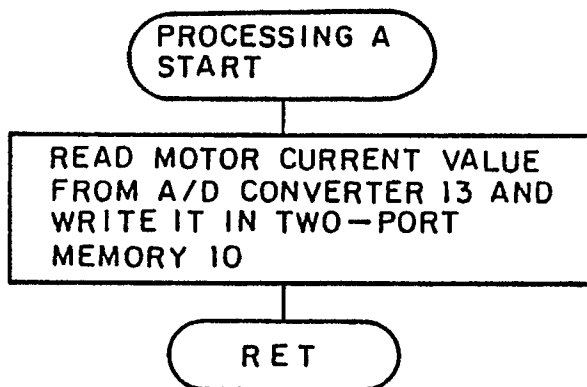 PROCESSING A
START
READ MOTOR CURRENT VALUE
FROM A/D CONVERTER 13 AND
WRITE IT IN TWO-PORT
MEMORY 10
RET